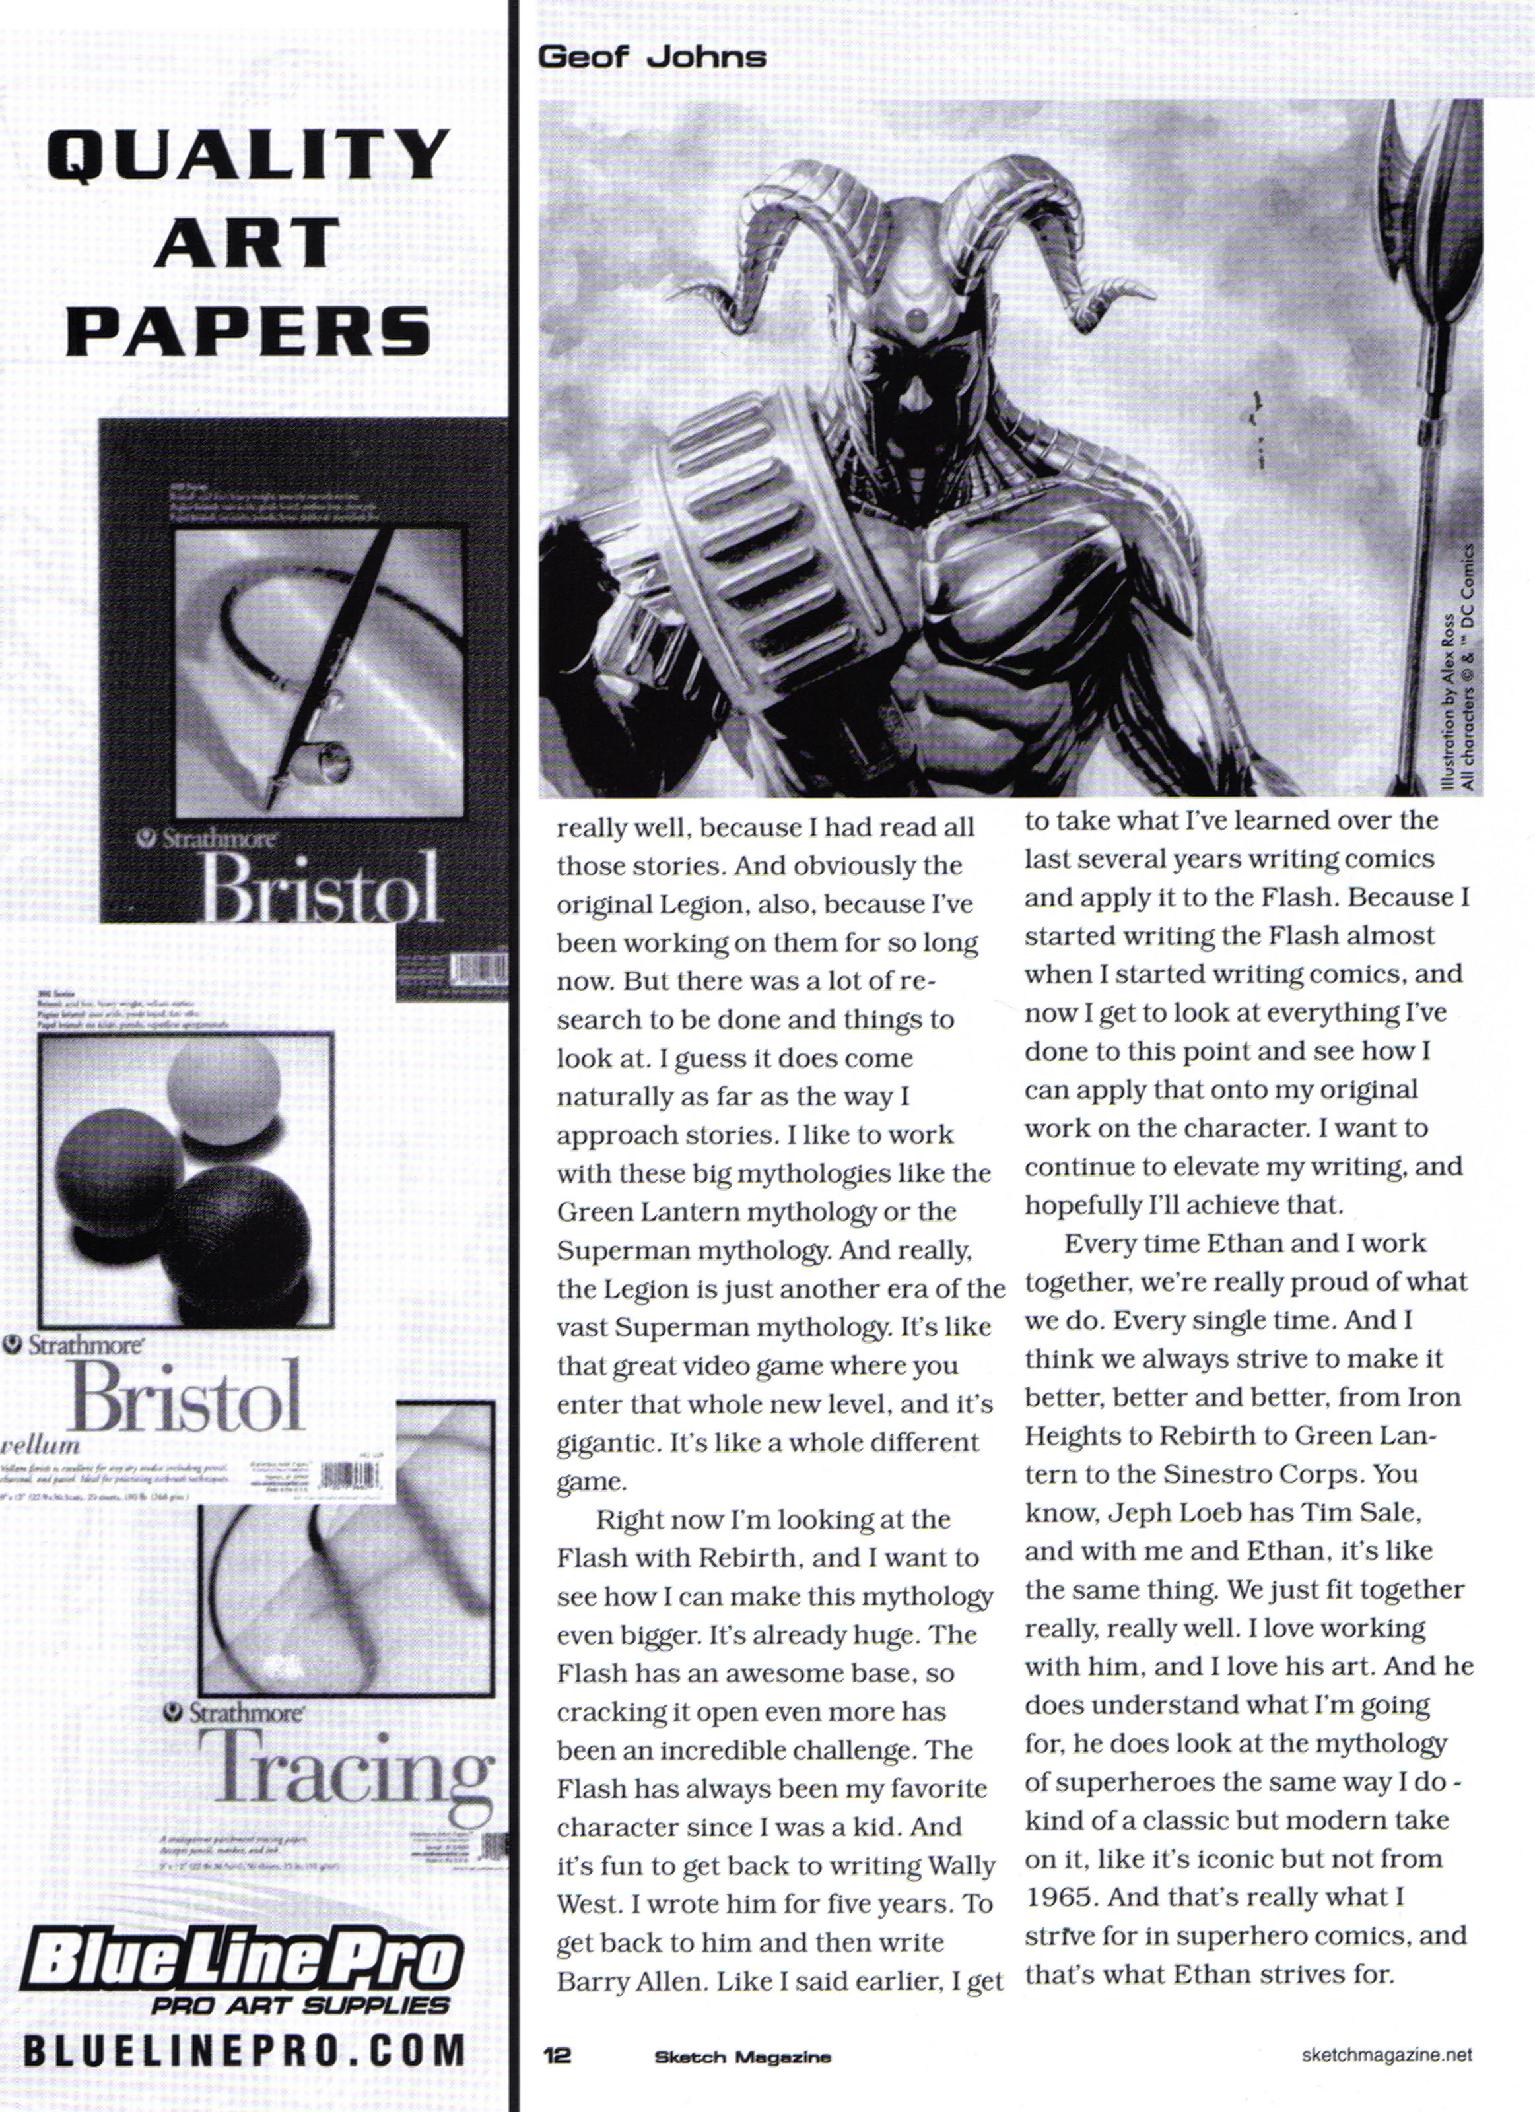 QUALITY
ART
PAPERS
Strathmore
Bristol
300 Series
Strathmore
Bristol
vellum
Strathmore
Tracing
A transparent parchment tracing paper.
Accepts pencil, marker, and ink.
Blue Line Pro
PRO ART SUPPLIES
BLUELINEPRO.COM
Geof Johns
Illustration by Alex Ross
All characters © & ™ DC Comics
really well, because I had read all
those stories. And obviously the
original Legion, also, because I've
been working on them for so long
now. But there was a lot of re-
search to be done and things to
look at. I guess it does come
naturally as far as the way I
approach stories. I like to work
with these big mythologies like the
Green Lantern mythology or the
Superman mythology. And really,
the Legion is just another era of the
vast Superman mythology. It's like
that great video game where you
enter that whole new level, and it's
gigantic. It's like a whole different
game.
Right now I'm looking at the
Flash with Rebirth, and I want to
see how I can make this mythology
even bigger. It's already huge. The
Flash has an awesome base, so
cracking it open even more has
been an incredible challenge. The
Flash has always been my favorite
character since I was a kid. And
it's fun to get back to writing Wally
West. I wrote him for five years. To
get back to him and then write
Barry Allen. Like I said earlier, I get
to take what I've learned over the
last several years writing comics
and apply it to the Flash. Because I
started writing the Flash almost
when I started writing comics, and
now I get to look at everything I've
done to this point and see how I
can apply that onto my original
work on the character. I want to
continue to elevate my writing, and
hopefully I'll achieve that.
Every time Ethan and I work
together, we're really proud of what
we do. Every single time. And I
think we always strive to make it
better, better and better, from Iron
Heights to Rebirth to Green Lan-
tern to the Sinestro Corps. You
know, Jeph Loeb has Tim Sale,
and with me and Ethan, it's like
the same thing. We just fit together
really, really well. I love working
with him, and I love his art. And he
does understand what I'm going
for, he does look at the mythology
of superheroes the same way I do -
kind of a classic but modern take
on it, like it's iconic but not from
1965. And that's really what I
strive for in superhero comics, and
that's what Ethan strives for.
12
Sketch Magazine
sketchmagazine.net